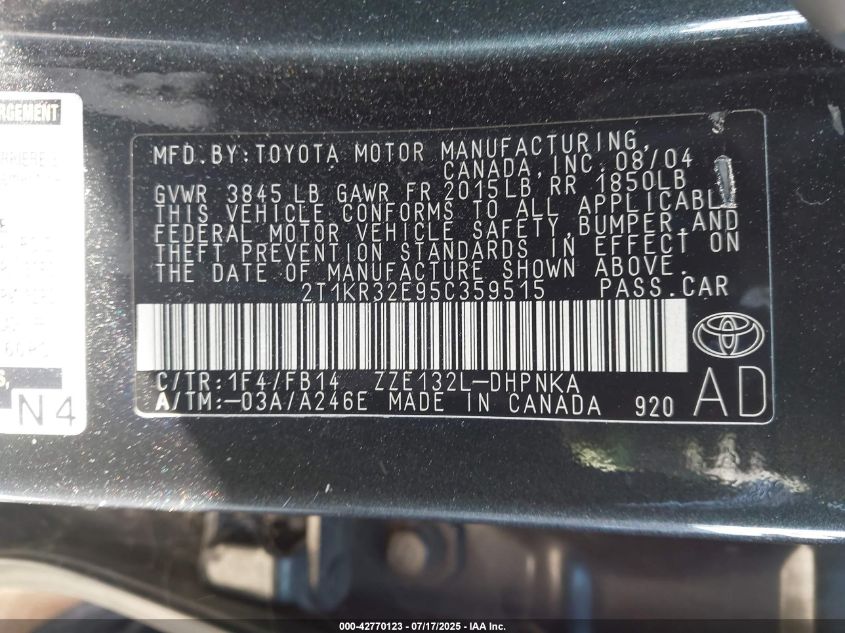 RGEMENT
MFD.BY:TOYOTA MOTOR MANUFACTURING,
CANADA,INC. 08/04
GVWR 3845 LB GAWR FR 2015LB RR 1850LB
THIS VEHICLE CONFORMS TO ALL APPLICABLE
FEDERAL MOTOR VEHICLE SAFETY,BUMPER,AND
THEFT PREVENTION STANDARDS IN EFFECT ON
THE DATE OF MANUFACTURE SHOWN ABOVE.
2T1KR32E95C359515 PASS.CAR
C/TR:1F4/FB14 ZZE132L-DHPNKA
A/TM:-03A/A246E MADE IN CANADA 920
AD
N4
000-42770123 / 07/17/2025 - IAA Inc.